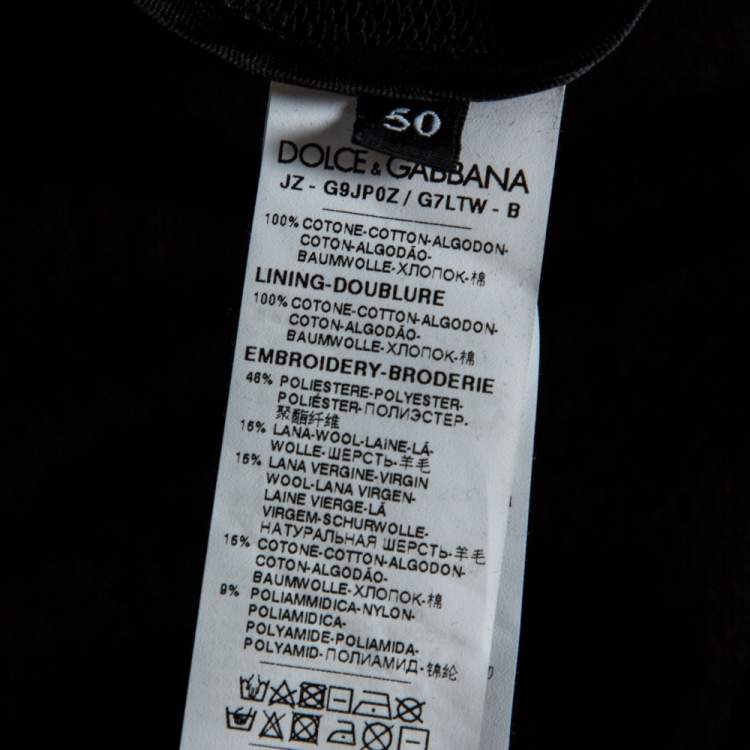 50
DOLCE & GABBANA
JZ - G9JP0Z / G7LTW - B
100% COTONE-COTTON-ALGODON-
COTON-ALGODÃO-
BAUMWOLLE-ХЛОПОК-棉
LINING-DOUBLURE
100% COTONE-COTTON-ALGODON-
COTON-ALGODÃO-
BAUMWOLLE-ХЛОПОК-棉
EMBROIDERY-BRODERIE
46% POLIESTERE-POLYESTER-
POLIÉSTER-ПОЛИЭСТЕР-
聚酯纤维
15% LANA-WOOL-LAINE-LÃ-
WOLLE-ШЕРСТЬ-羊毛
15% LANA VERGINE-VIRGIN
WOOL-LANA VIRGEN-
LAINE VIERGE-LÃ
VIRGEM-SCHURWOLLE-
НАТУРАЛЬНАЯ ШЕРСТЬ-羊毛
15% COTONE-COTTON-ALGODON-
COTON-ALGODÃO-
BAUMWOLLE-ХЛОПОК-棉
9% POLIAMMIDICA-NYLON-
POLIAMIDICA-
POLYAMIDE-POLIAMIDA-
POLYAMID-ПОЛИАМИД-锦纶